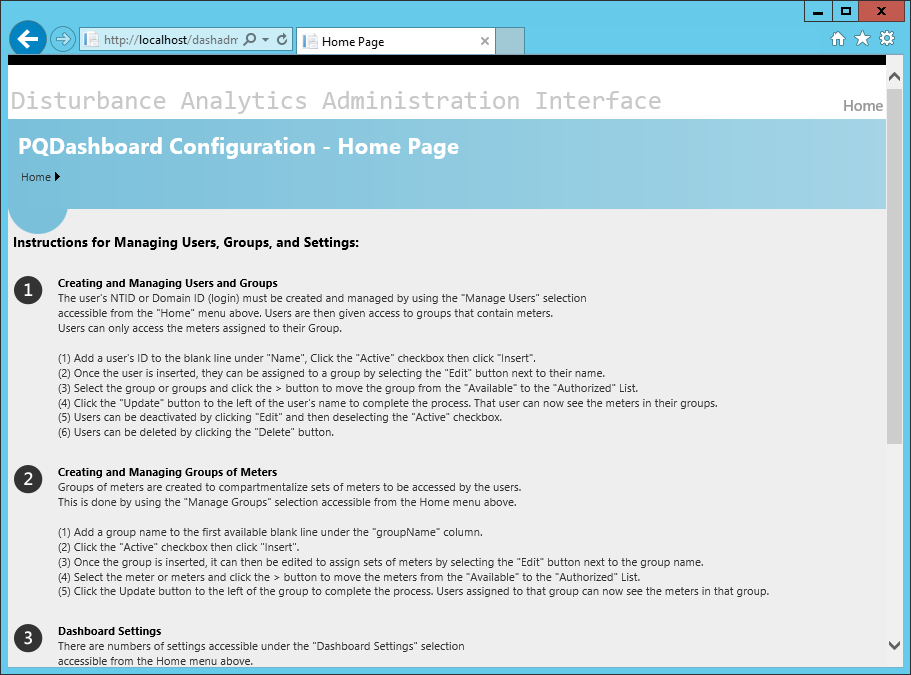 X
http://localhost/dashadm
Home Page
Disturbance Analytics Administration Interface
Home
PQDashboard Configuration - Home Page
Home
Instructions for Managing Users, Groups, and Settings:
1
Creating and Managing Users and Groups
The user's NTID or Domain ID (login) must be created and managed by using the "Manage Users" selection
accessible from the "Home" menu above. Users are then given access to groups that contain meters.
Users can only access the meters assigned to their Group.
(1) Add a user's ID to the blank line under "Name", Click the "Active" checkbox then click "Insert".
(2) Once the user is inserted, they can be assigned to a group by selecting the "Edit" button next to their name.
(3) Select the group or groups and click the > button to move the group from the "Available" to the "Authorized" List.
(4) Click the "Update" button to the left of the user's name to complete the process. That user can now see the meters in their groups.
(5) Users can be deactivated by clicking "Edit" and then deselecting the "Active" checkbox.
(6) Users can be deleted by clicking the "Delete" button.
2
Creating and Managing Groups of Meters
Groups of meters are created to compartmentalize sets of meters to be accessed by the users.
This is done by using the "Manage Groups" selection accessible from the Home menu above.
(1) Add a group name to the first available blank line under the "groupName" column.
(2) Click the "Active" checkbox then click "Insert".
(3) Once the group is inserted, it can then be edited to assign sets of meters by selecting the "Edit" button next to the group name.
(4) Select the meter or meters and click the > button to move the meters from the "Available" to the "Authorized" List.
(5) Click the Update button to the left of the group to complete the process. Users assigned to that group can now see the meters in that group.
3
Dashboard Settings
There are numbers of settings accessible under the "Dashboard Settings" selection
accessible from the Home menu above.